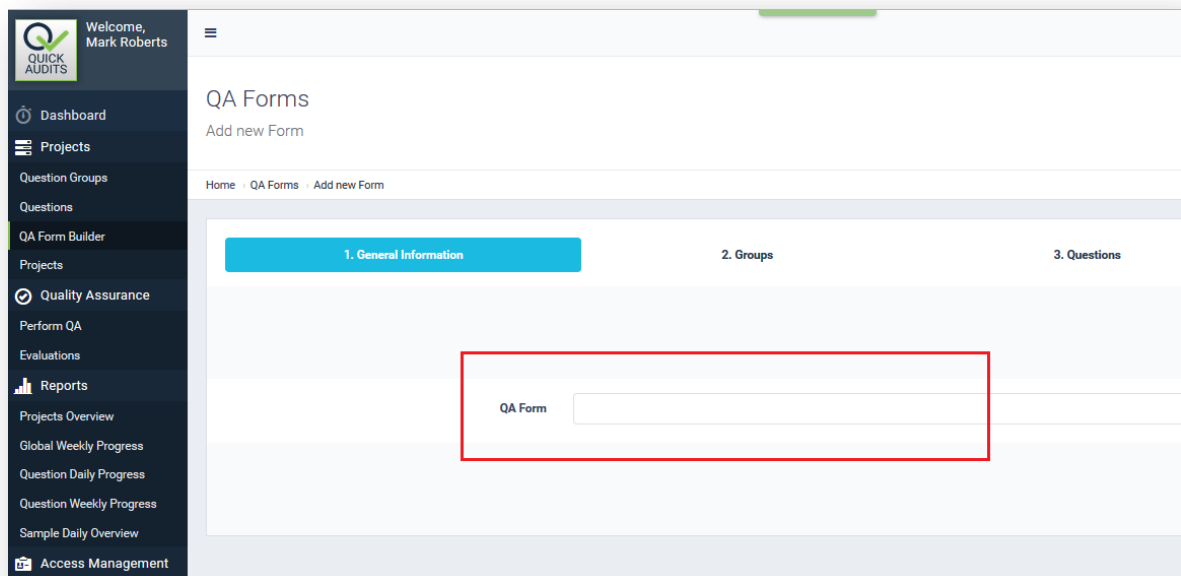 QUICK
AUDITS
Welcome,
Mark Roberts
Dashboard
Projects
Question Groups
Questions
QA Form Builder
Projects
Quality Assurance
Perform QA
Evaluations
Reports
Projects Overview
Global Weekly Progress
Question Daily Progress
Question Weekly Progress
Sample Daily Overview
Access Management
QA Forms
Add new Form
Home › QA Forms › Add new Form
1. General Information 2. Groups 3. Questions
QA Form